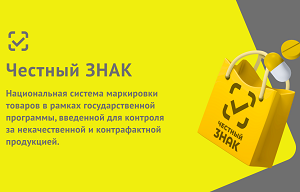 Честный ЗНАК
Национальная система маркировки
товаров в рамках государственной
программы, введенной для контроля
за некачественной и контрафактной
продукцией.
ЧЕСТНЫЙ
ЗНАК